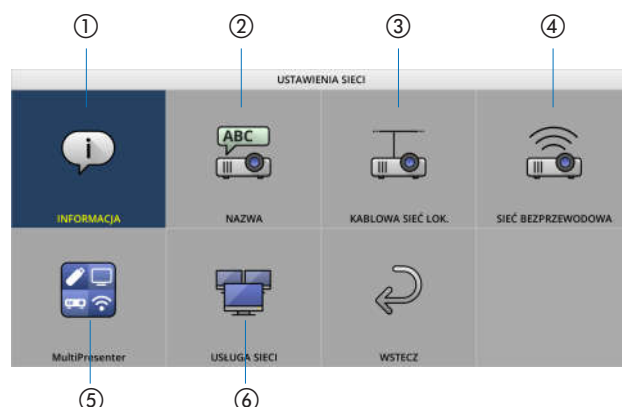 ① ② ③ ④
USTAWIENIA SIECI
ABC
i
INFORMACJA NAZWA KABLOWA SIEĆ LOK. SIEĆ BEZPRZEWODOWA
MultiPresenter USŁUGA SIECI WSTECZ
⑤ ⑥